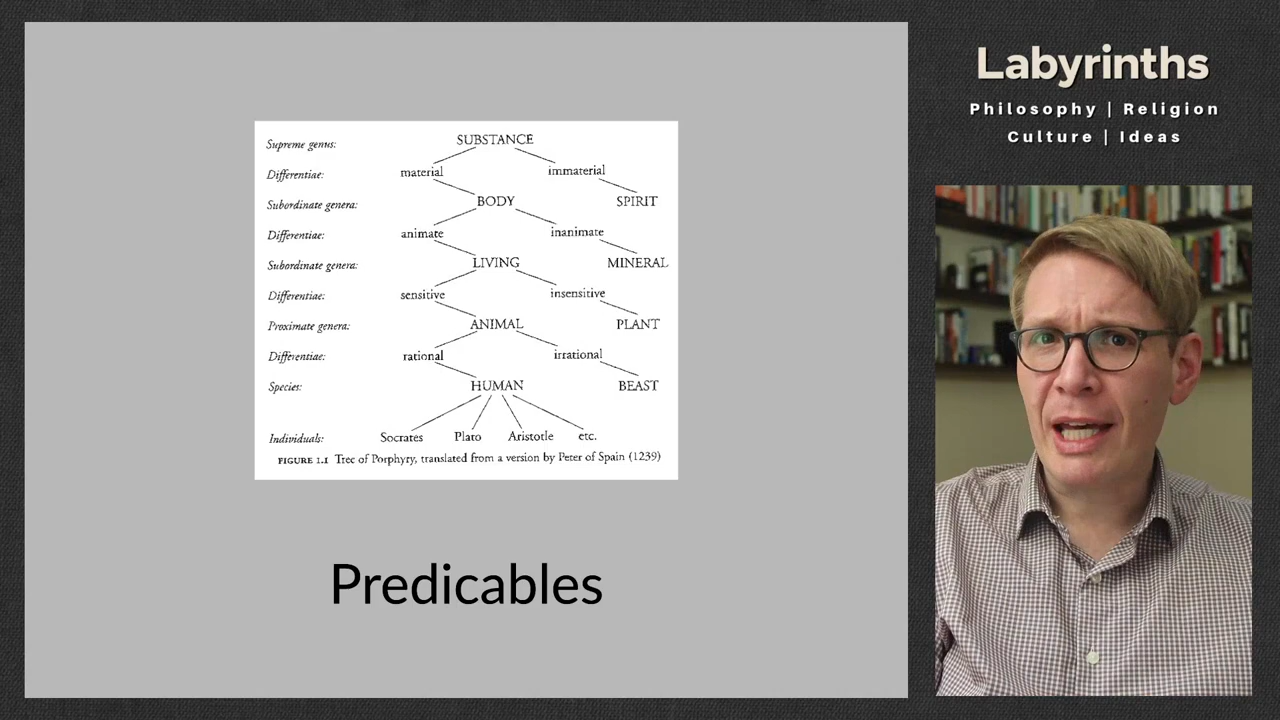 Supreme genus: SUBSTANCE
Differentiae: material immaterial
Subordinate genera: BODY SPIRIT
Differentiae: animate inanimate
Subordinate genera: LIVING MINERAL
Differentiae: sensitive insensitive
Proximate genera: ANIMAL PLANT
Differentiae: rational irrational
Species: HUMAN BEAST
Individuals: Socrates Plato Aristotle etc.
FIGURE 1.1 Tree of Porphyry, translated from a version by Peter of Spain (1239)
Predicables
Labyrinths
Philosophy | Religion
Culture | Ideas